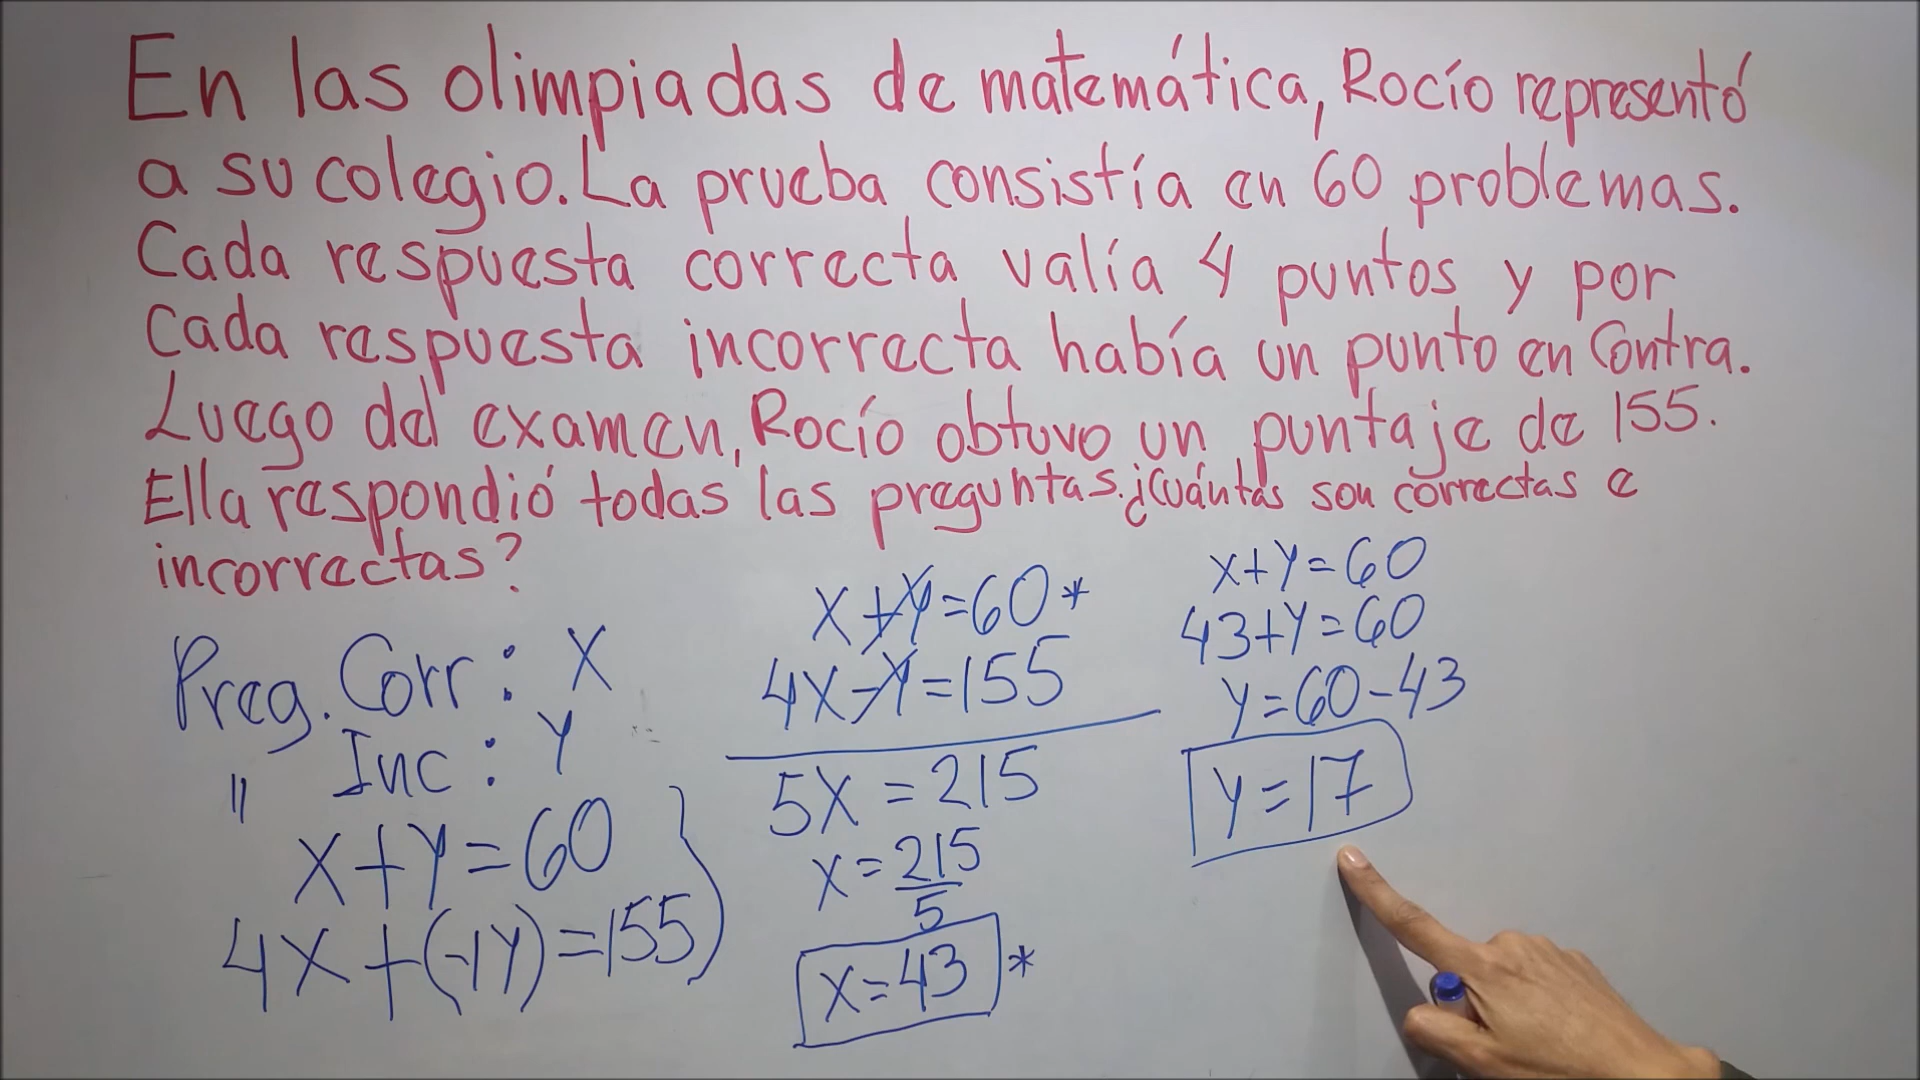 En las olimpiadas de matemática, Rocío representó
a su colegio. La prueba consistía en 60 problemas.
Cada respuesta correcta valía 4 puntos y por
cada respuesta incorrecta había un punto en contra.
Luego del examen, Rocío obtuvo un puntaje de 155.
Ella respondió todas las preguntas. ¿Cuántas son correctas e
incorrectas?
Preg. Corr: X
" Inc: Y
X+Y=60
4X+(-1Y)=155
X+Y=60*
4X-Y=155
5X=215
X=215/5
X=43*
X+Y=60
43+Y=60
Y=60-43
Y=17